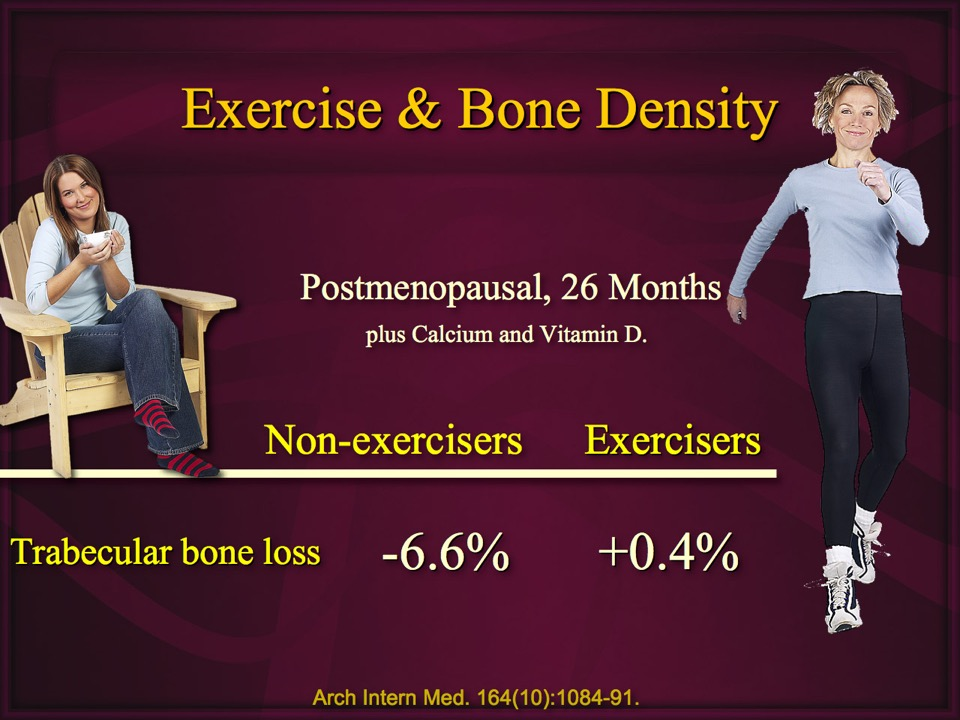 Exercise & Bone Density
Postmenopausal, 26 Months
plus Calcium and Vitamin D.
Non-exercisers Exercisers
Trabecular bone loss -6.6% +0.4%
Arch Intern Med. 164(10):1084-91.